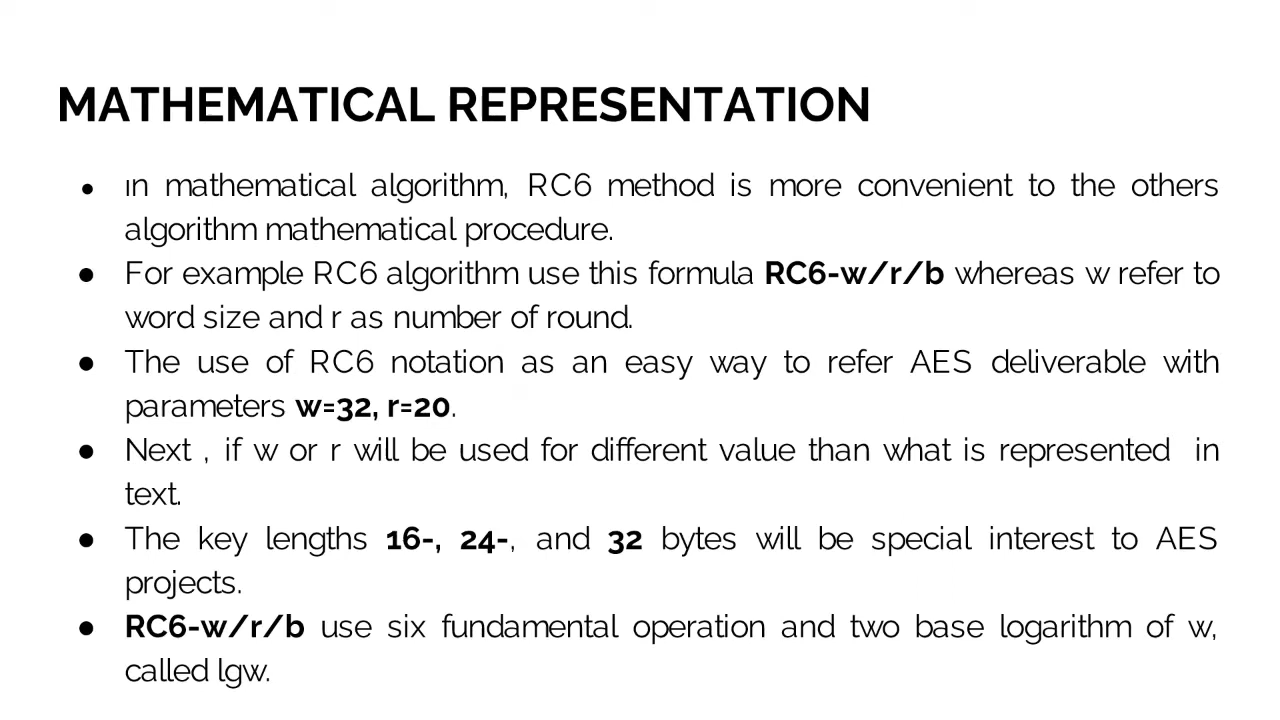 MATHEMATICAL REPRESENTATION
● ın mathematical algorithm, RC6 method is more convenient to the others
algorithm mathematical procedure.
● For example RC6 algorithm use this formula RC6-w/r/b whereas w refer to
word size and r as number of round.
● The use of RC6 notation as an easy way to refer AES deliverable with
parameters w=32, r=20.
● Next , if w or r will be used for different value than what is represented in
text.
● The key lengths 16-, 24-, and 32 bytes will be special interest to AES
projects.
● RC6-w/r/b use six fundamental operation and two base logarithm of w,
called lgw.